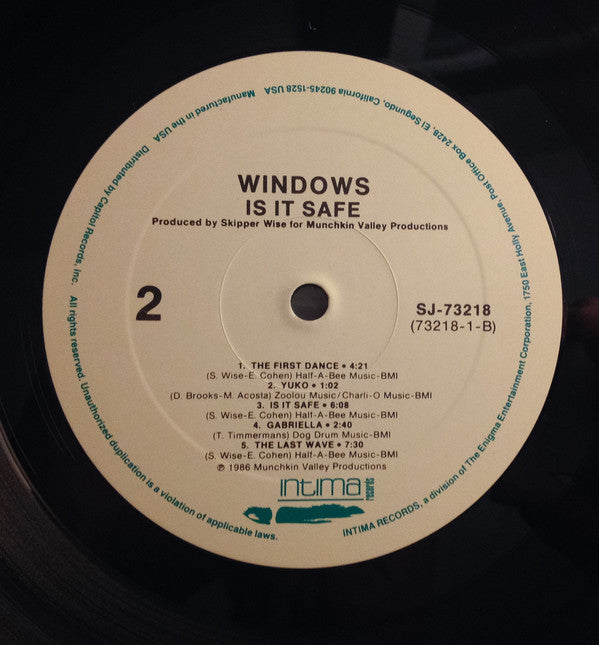 WINDOWS
IS IT SAFE
Produced by Skipper Wise for Munchkin Valley Productions
2
SJ-73218
(73218-1-B)
1. THE FIRST DANCE • 4:21
(S. Wise-E. Cohen) Half-A-Bee Music-BMI
2. YUKO • 1:02
(D. Brooks-M. Acosta) Zoolou Music/Charli-O Music-BMI
3. IS IT SAFE • 6:08
(S. Wise-E. Cohen) Half-A-Bee Music-BMI
4. GABRIELLA • 2:40
(T. Timmermans) Dog Drum Music-BMI
5. THE LAST WAVE • 7:30
(S. Wise-E. Cohen) Half-A-Bee Music-BMI
℗ 1986 Munchkin Valley Productions
intima records
INTIMA RECORDS, a division of The Enigma Entertainment Corporation, 1750 East Holly Avenue, Post Office Box 2428, El Segundo, California 90245-1528 USA Manufactured in the USA Distributed by Capitol Records, Inc. All rights reserved. Unauthorized duplication is a violation of applicable laws.